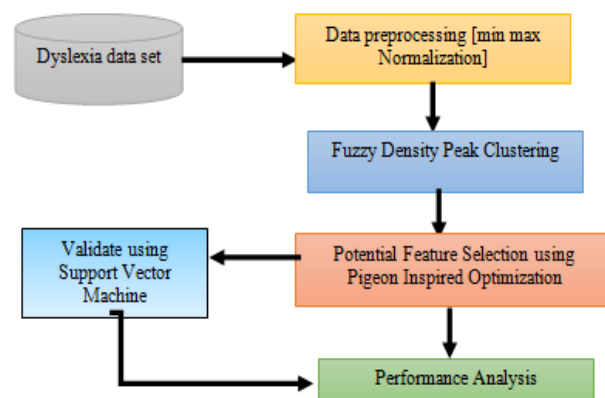 Dyslexia data set
Data preprocessing [min max
Normalization]
Fuzzy Density Peak Clustering
Validate using
Support Vector
Machine
Potential Feature Selection using
Pigeon Inspired Optimization
Performance Analysis